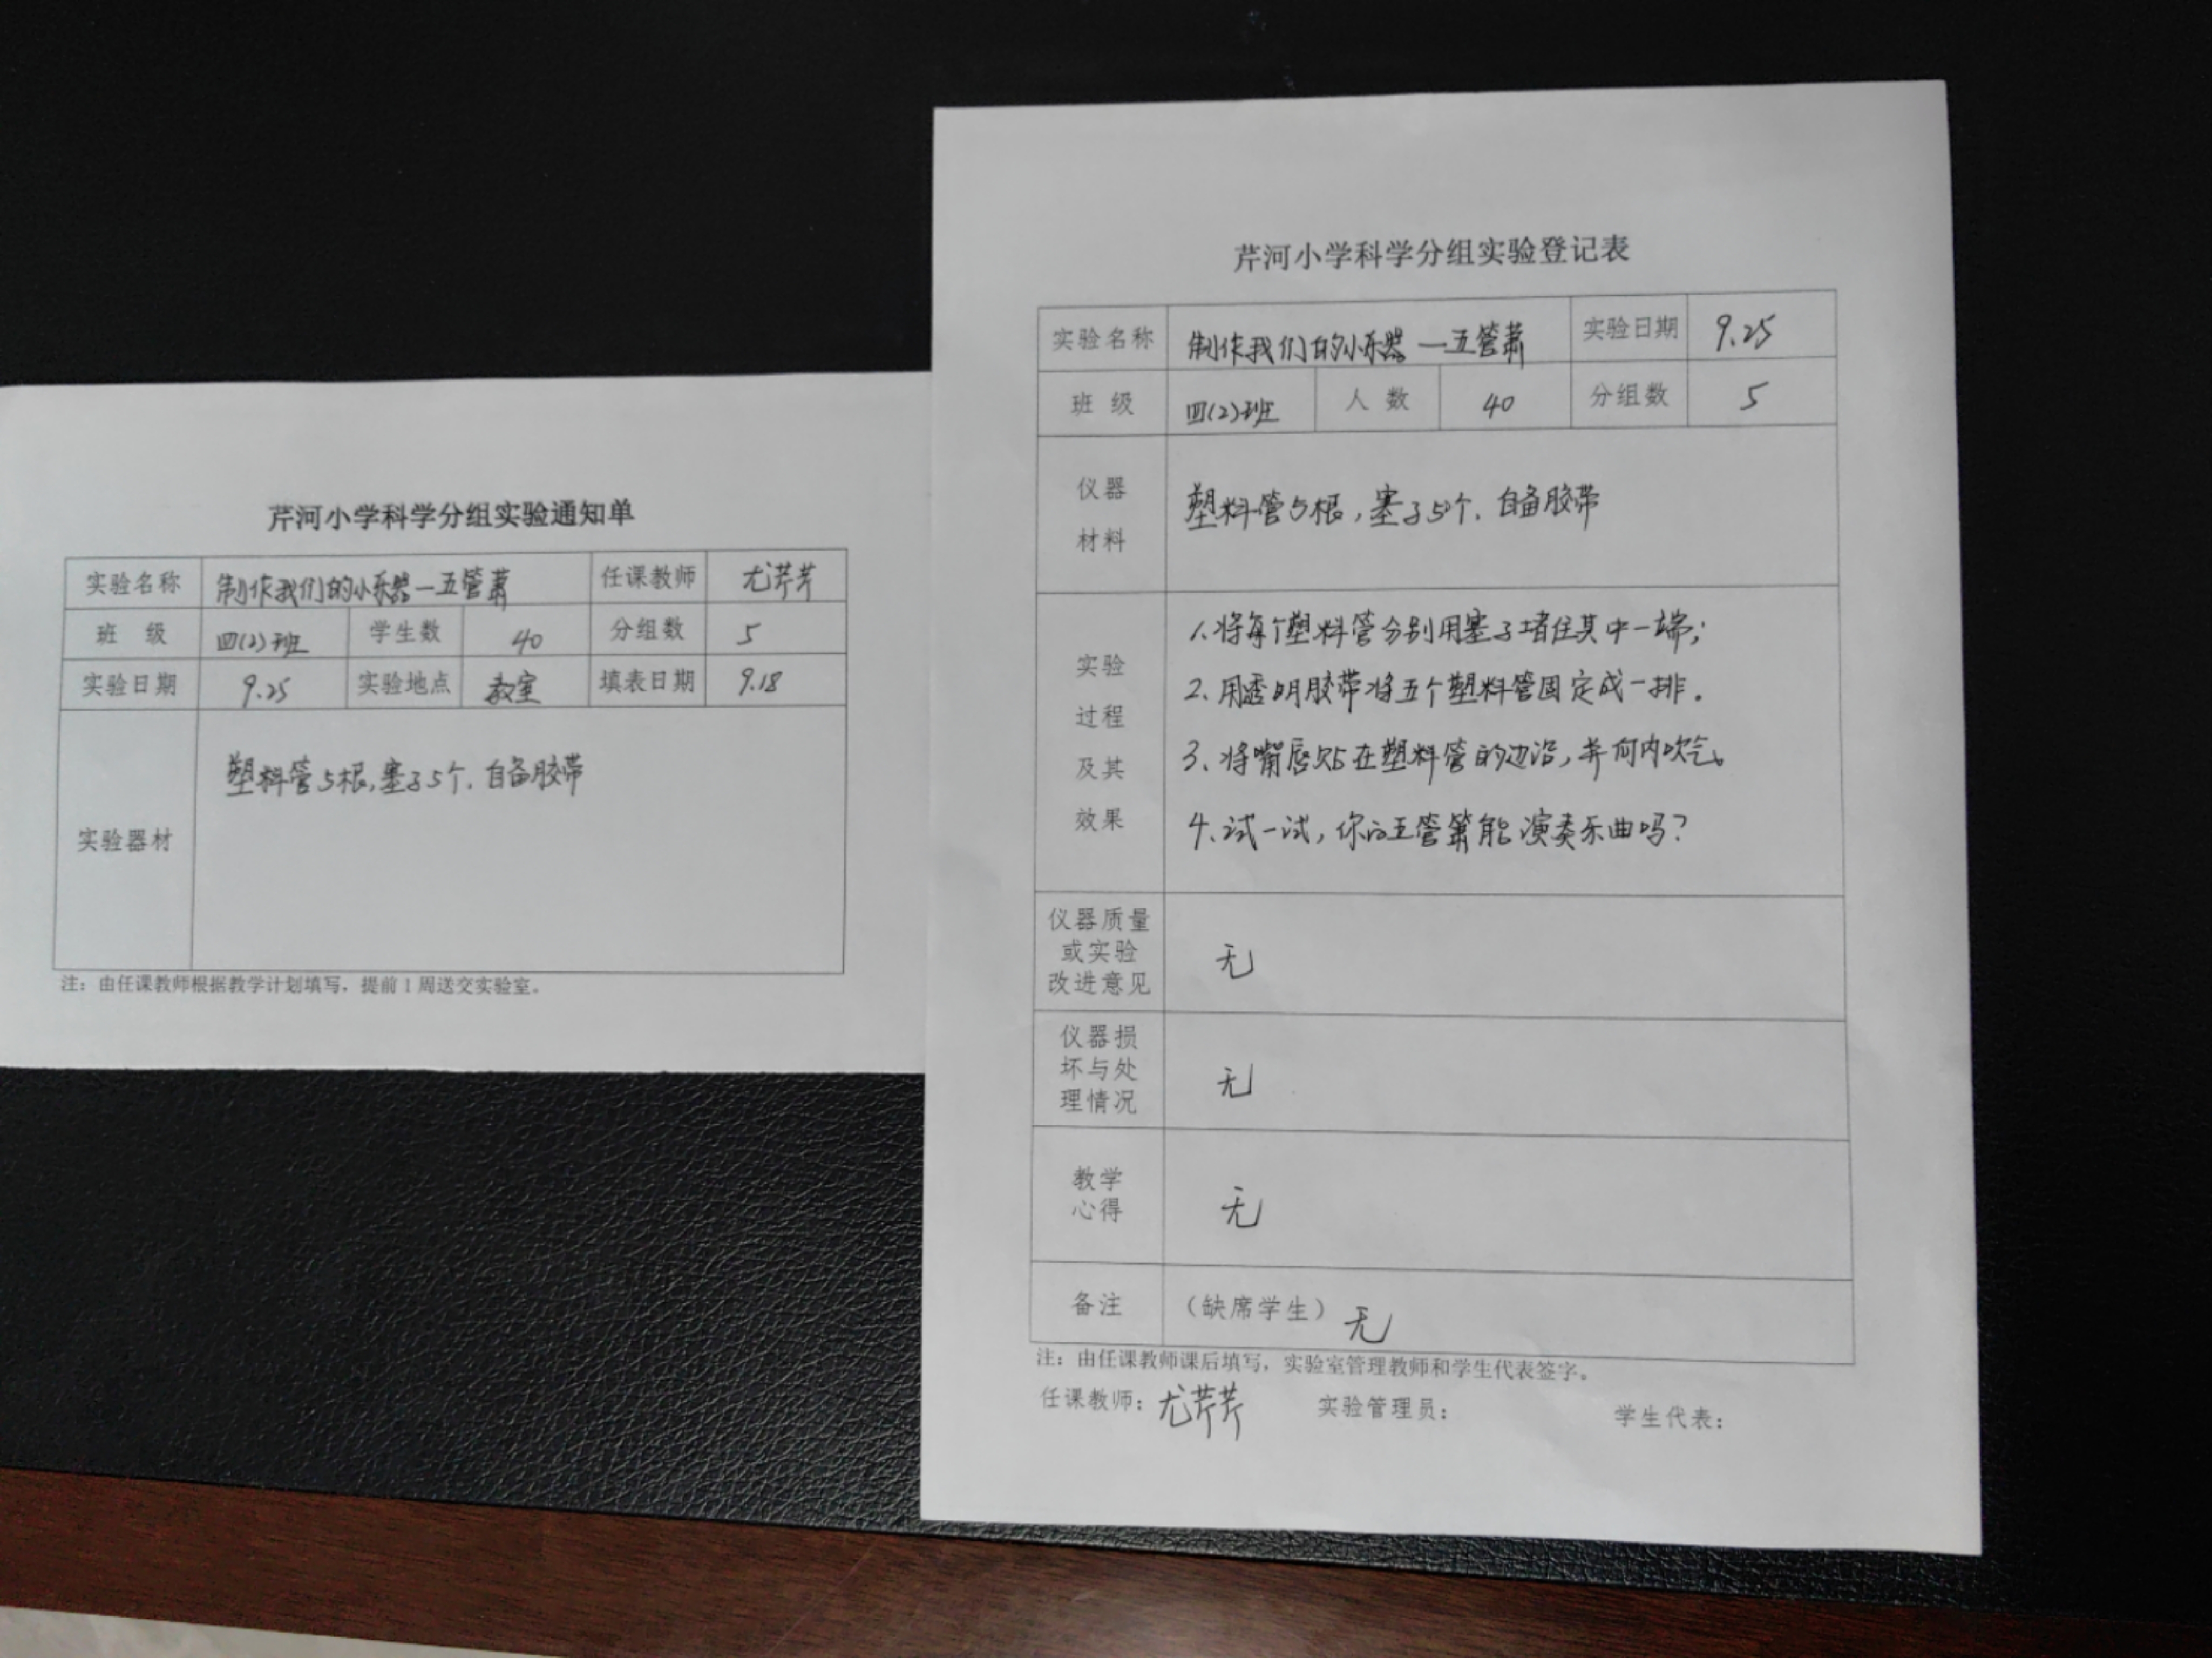 芹河小学科学分组实验通知单
实验名称 制作我们的小乐器—五管萧 任课教师 尤芹芹
班 级 四(2)班 学生数 40 分组数 5
实验日期 9.25 实验地点 教室 填表日期 9.18
实验器材 塑料管5根,塞子5个.自备胶带
注：由任课教师根据教学计划填写，提前1周送交实验室。
芹河小学科学分组实验登记表
实验名称 制作我们的小乐器—五管萧 实验日期 9.25
班 级 四(2)班 人 数 40 分组数 5
仪器
材料
塑料管5根，塞子5个.自备胶带
实验
过程
及其
效果
1.将每个塑料管分别用塞子堵住其中一端；
2、用透明胶带将五个塑料管固定成一排.
3、将嘴唇贴在塑料管的边沿，并向内吹气。
4.试一试，你的五管箫能演奏乐曲吗？
仪器质量
或实验
改进意见
无
仪器损
坏与处
理情况
无
教学
心得
无
备注 （缺席学生）无
注：由任课教师课后填写，实验室管理教师和学生代表签字。
任课教师：尤芹芹 实验管理员： 学生代表：